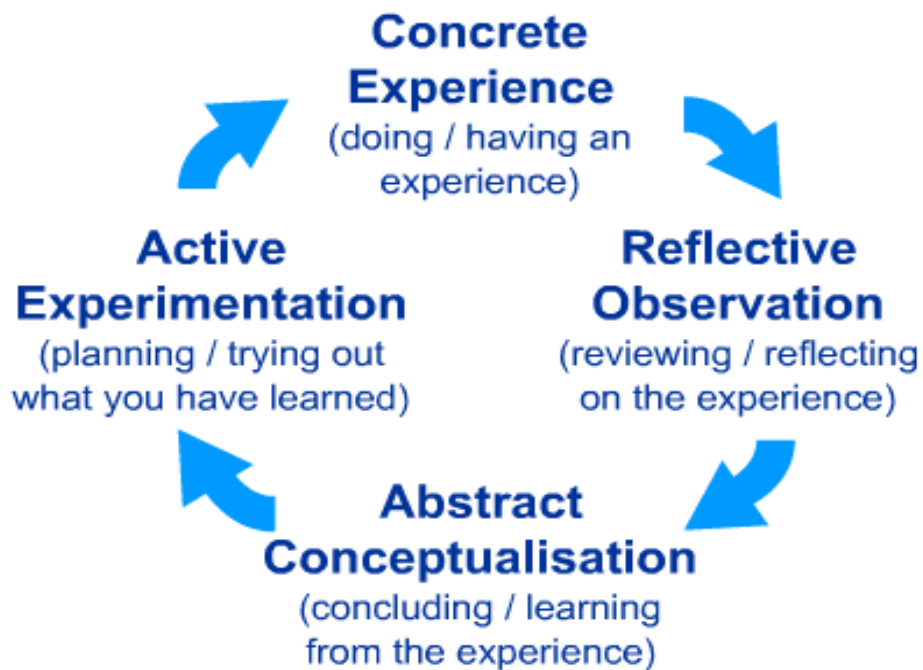 Concrete
Experience
(doing / having an
experience)
Reflective
Observation
(reviewing / reflecting
on the experience)
Abstract
Conceptualisation
(concluding / learning
from the experience)
Active
Experimentation
(planning / trying out
what you have learned)